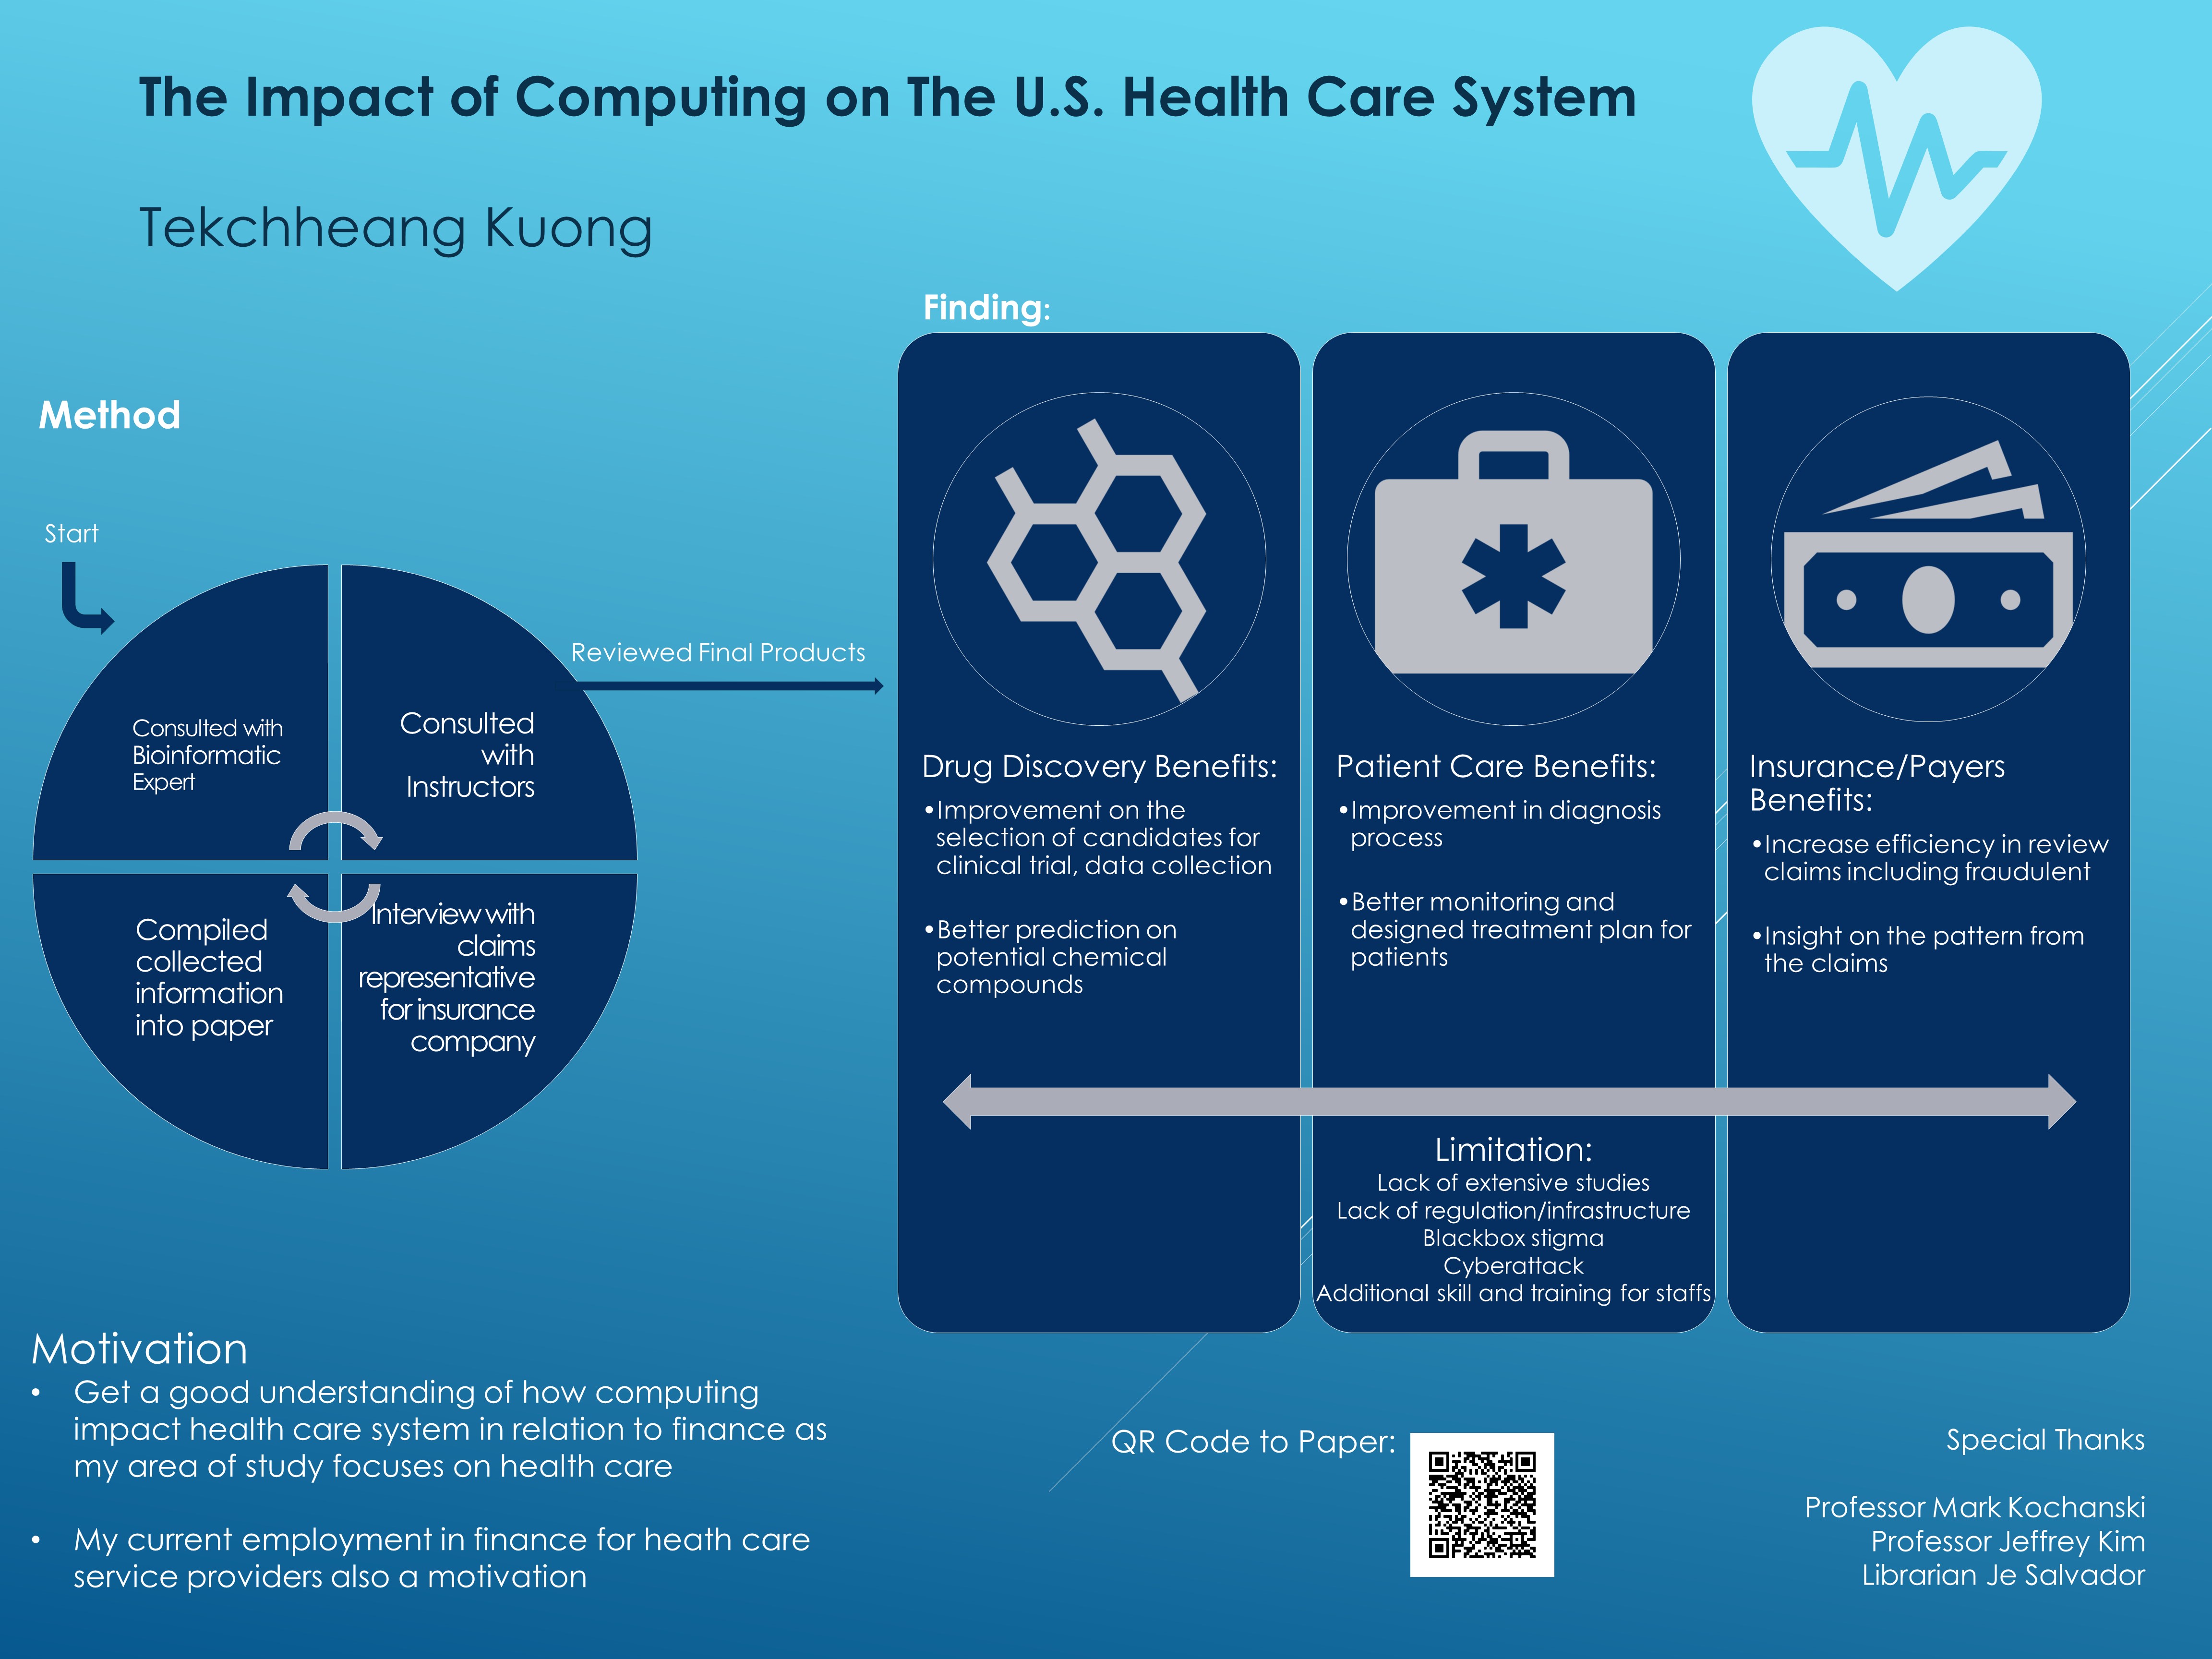 The Impact of Computing on The U.S. Health Care System
Tekchheang Kuong
Method
Start
Consulted with
Bioinformatic
Expert
Consulted
with
Instructors
Interview with
claims
representative
for insurance
company
Compiled
collected
information
into paper
Reviewed Final Products
Finding:
Drug Discovery Benefits:
•Improvement on the
selection of candidates for
clinical trial, data collection
•Better prediction on
potential chemical
compounds
Patient Care Benefits:
•Improvement in diagnosis
process
•Better monitoring and
designed treatment plan for
patients
Insurance/Payers
Benefits:
•Increase efficiency in review
claims including fraudulent
•Insight on the pattern from
the claims
Limitation:
Lack of extensive studies
Lack of regulation/infrastructure
Blackbox stigma
Cyberattack
Additional skill and training for staffs
Motivation
• Get a good understanding of how computing
impact health care system in relation to finance as
my area of study focuses on health care
• My current employment in finance for heath care
service providers also a motivation
QR Code to Paper:
Special Thanks
Professor Mark Kochanski
Professor Jeffrey Kim
Librarian Je Salvador